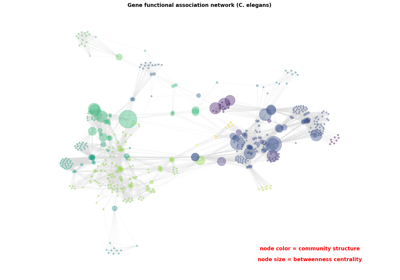 Gene functional association network (C. elegans)
node color = community structure
node size = betweenness centrality